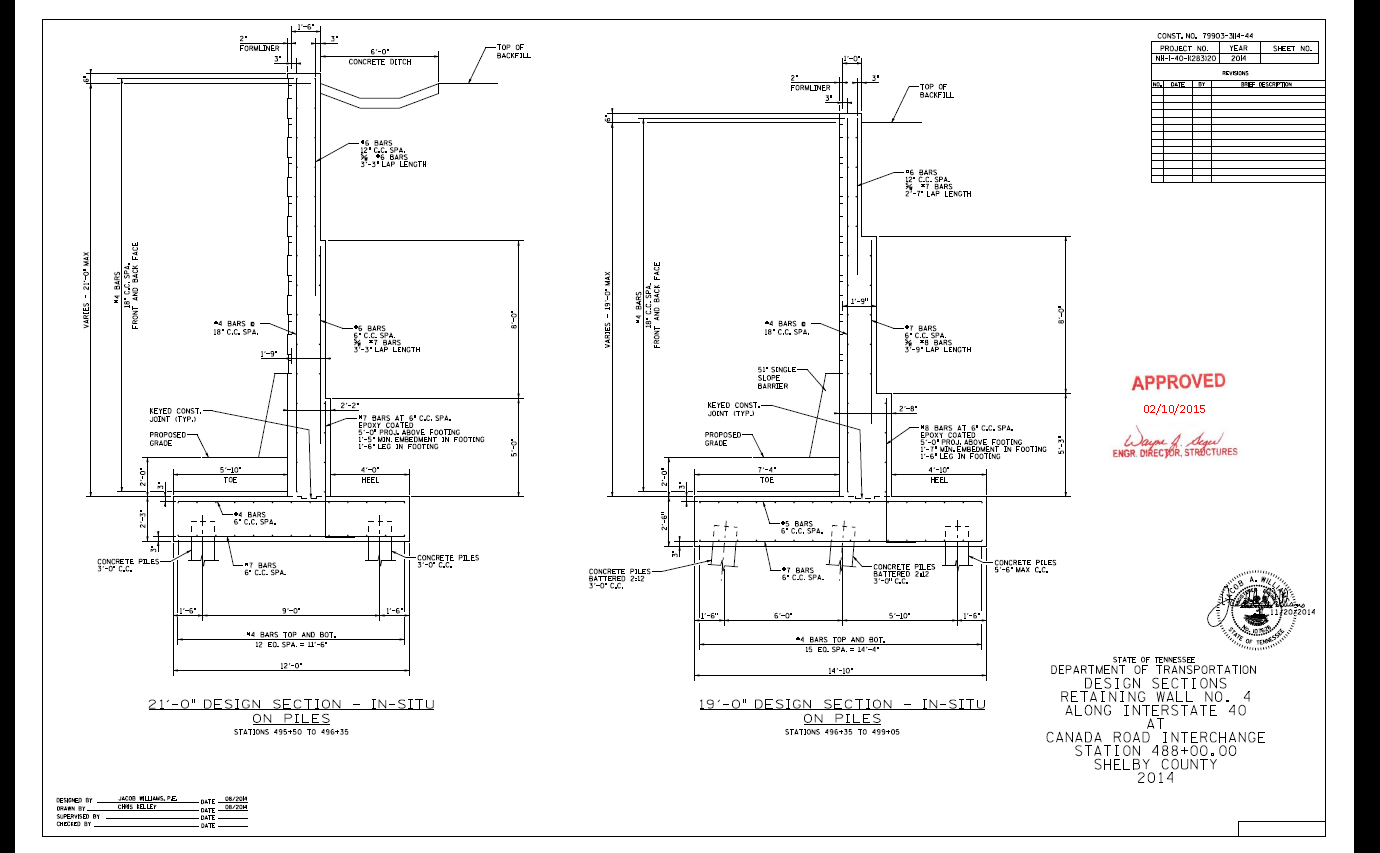 CONST. NO. 79903-3114-44
PROJECT NO. YEAR SHEET NO.
NH-I-40-1(283)20 2014
REVISIONS
NO. DATE BY BRIEF DESCRIPTION
1'-6"
2"
FORMLINER
3"
3"
6'-0"
CONCRETE DITCH
TOP OF
BACKFILL
6"
VARIES - 21'-0" MAX
#4 BARS
18" C.C. SPA.
FRONT AND BACK FACE
#6 BARS
12" C.C. SPA.
#6 BARS
3'-3" LAP LENGTH
#4 BARS @
18" C.C. SPA.
#6 BARS
6" C.C. SPA.
#7 BARS
3'-3" LAP LENGTH
8'-0"
1'-9"
2'-2"
KEYED CONST.
JOINT (TYP.)
PROPOSED
GRADE
#7 BARS AT 6" C.C. SPA.
EPOXY COATED
5'-0" PROJ. ABOVE FOOTING
1'-5" MIN. EMBEDMENT IN FOOTING
1'-6" LEG IN FOOTING
5'-0"
2'-0"
3"
5'-10"
TOE
4'-0"
HEEL
2'-3"
3"
#4 BARS
6" C.C. SPA.
CONCRETE PILES
3'-0" C.C.
#7 BARS
6" C.C. SPA.
CONCRETE PILES
3'-0" C.C.
1'-6" 9'-0" 1'-6"
#4 BARS TOP AND BOT.
12 EQ. SPA. = 11'-6"
12'-0"
21'-0" DESIGN SECTION - IN-SITU
ON PILES
STATIONS 495+50 TO 496+35
1'-0"
2"
FORMLINER
3"
3"
TOP OF
BACKFILL
6"
VARIES - 19'-0" MAX
#4 BARS
18" C.C. SPA.
FRONT AND BACK FACE
#6 BARS
12" C.C. SPA.
#7 BARS
2'-7" LAP LENGTH
1'-9"
#4 BARS @
18" C.C. SPA.
#7 BARS
6" C.C. SPA.
#8 BARS
3'-9" LAP LENGTH
8'-0"
51" SINGLE
SLOPE
BARRIER
2'-8"
KEYED CONST.
JOINT (TYP.)
PROPOSED
GRADE
#8 BARS AT 6" C.C. SPA.
EPOXY COATED
5'-0" PROJ. ABOVE FOOTING
1'-7" MIN. EMBEDMENT IN FOOTING
1'-6" LEG IN FOOTING
5'-3"
2'-0"
3"
7'-4"
TOE
4'-10"
HEEL
2'-6"
3"
#5 BARS
6" C.C. SPA.
CONCRETE PILES
BATTERED 2:12
3'-0" C.C.
#7 BARS
6" C.C. SPA.
CONCRETE PILES
BATTERED 2:12
3'-0" C.C.
CONCRETE PILES
5'-6" MAX C.C.
1'-6" 6'-0" 5'-10" 1'-6"
#4 BARS TOP AND BOT.
15 EQ. SPA. = 14'-4"
14'-10"
19'-0" DESIGN SECTION - IN-SITU
ON PILES
STATIONS 496+35 TO 499+05
APPROVED
02/10/2015
ENGR. DIRECTOR, STRUCTURES
JACOB A. WILLIAMS
11/20/2014
STATE OF TENNESSEE
STATE OF TENNESSEE
DEPARTMENT OF TRANSPORTATION
DESIGN SECTIONS
RETAINING WALL NO. 4
ALONG INTERSTATE 40
AT
CANADA ROAD INTERCHANGE
STATION 488+00.00
SHELBY COUNTY
2014
DESIGNED BY JACOB WILLIAMS, P.E. DATE 08/2014
DRAWN BY CHRIS KELLEY DATE 08/2014
SUPERVISED BY DATE
CHECKED BY DATE